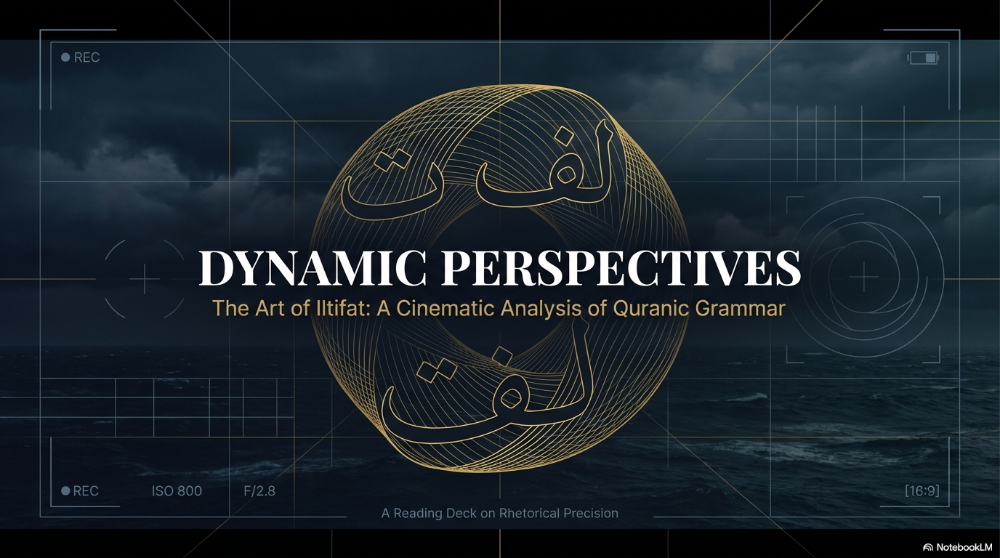 REC
لف ت
DYNAMIC PERSPECTIVES
The Art of Iltifat: A Cinematic Analysis of Quranic Grammar
لفت
REC ISO 800 F/2.8 [16:9]
A Reading Deck on Rhetorical Precision
NotebookLM